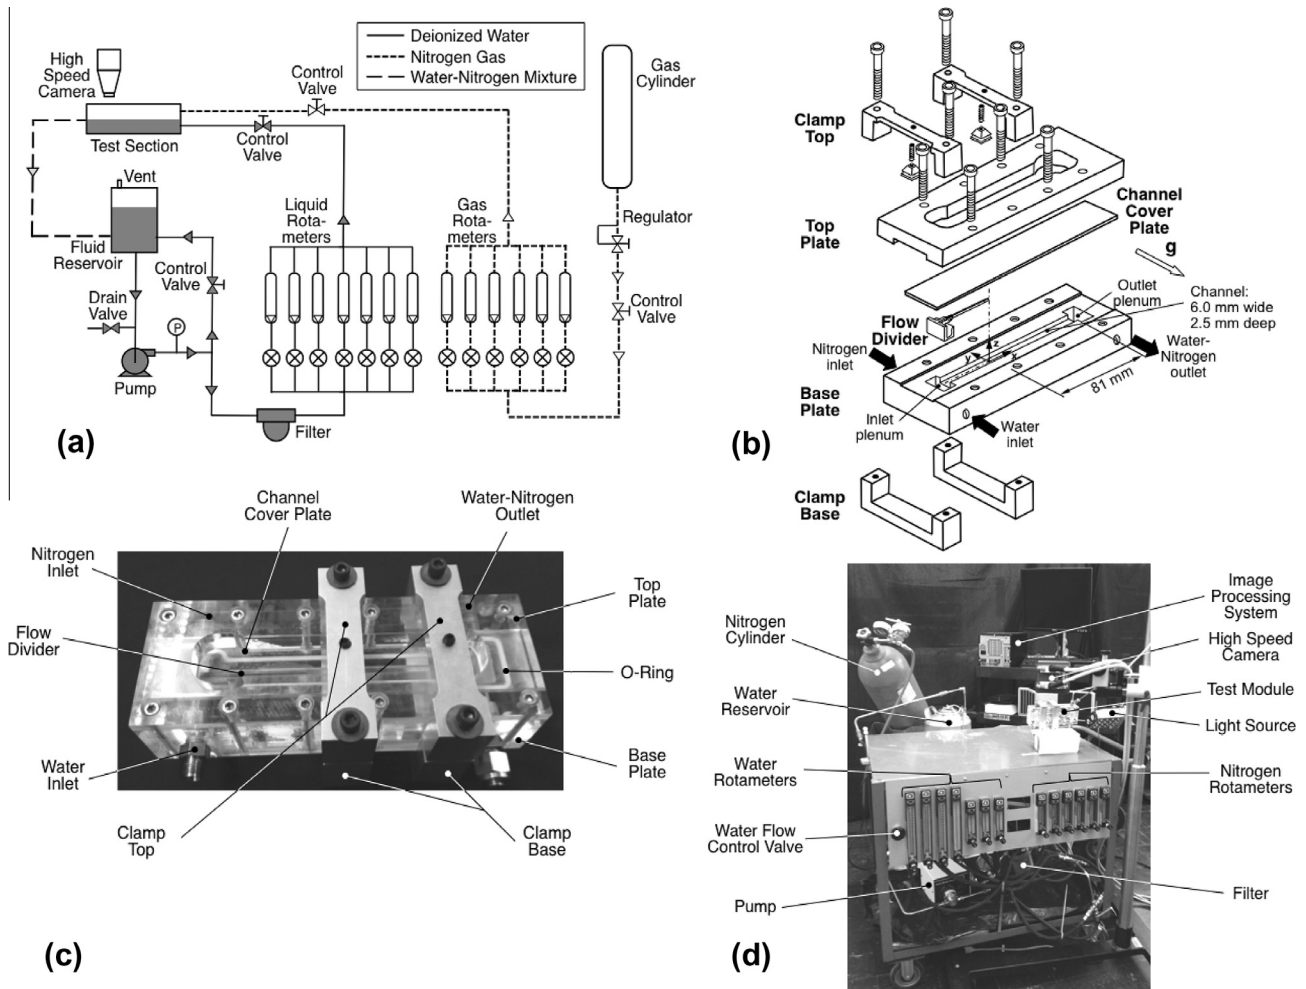 Deionized Water
Nitrogen Gas
Water-Nitrogen Mixture
High
Speed
Camera
Control
Valve
Gas
Cylinder
Test Section
Control
Valve
Vent
Fluid
Reservoir
Control
Valve
Liquid
Rota-
meters
Gas
Rota-
meters
Regulator
Control
Valve
Drain
Valve
P
Pump
Filter
(a)
Clamp
Top
Top
Plate
Channel
Cover
Plate
g
Outlet
plenum
Channel:
6.0 mm wide
2.5 mm deep
Flow
Divider
Nitrogen
inlet
z
y
x
Water-
Nitrogen
outlet
81 mm
Base
Plate
Inlet
plenum
Water
inlet
Clamp
Base
(b)
Channel
Cover Plate
Water-Nitrogen
Outlet
Nitrogen
Inlet
Top
Plate
Flow
Divider
O-Ring
Water
Inlet
Base
Plate
Clamp
Top
Clamp
Base
(c)
Nitrogen
Cylinder
Image
Processing
System
High Speed
Camera
Water
Reservoir
Test Module
Light Source
Water
Rotameters
Nitrogen
Rotameters
Water Flow
Control Valve
Pump
Filter
(d)